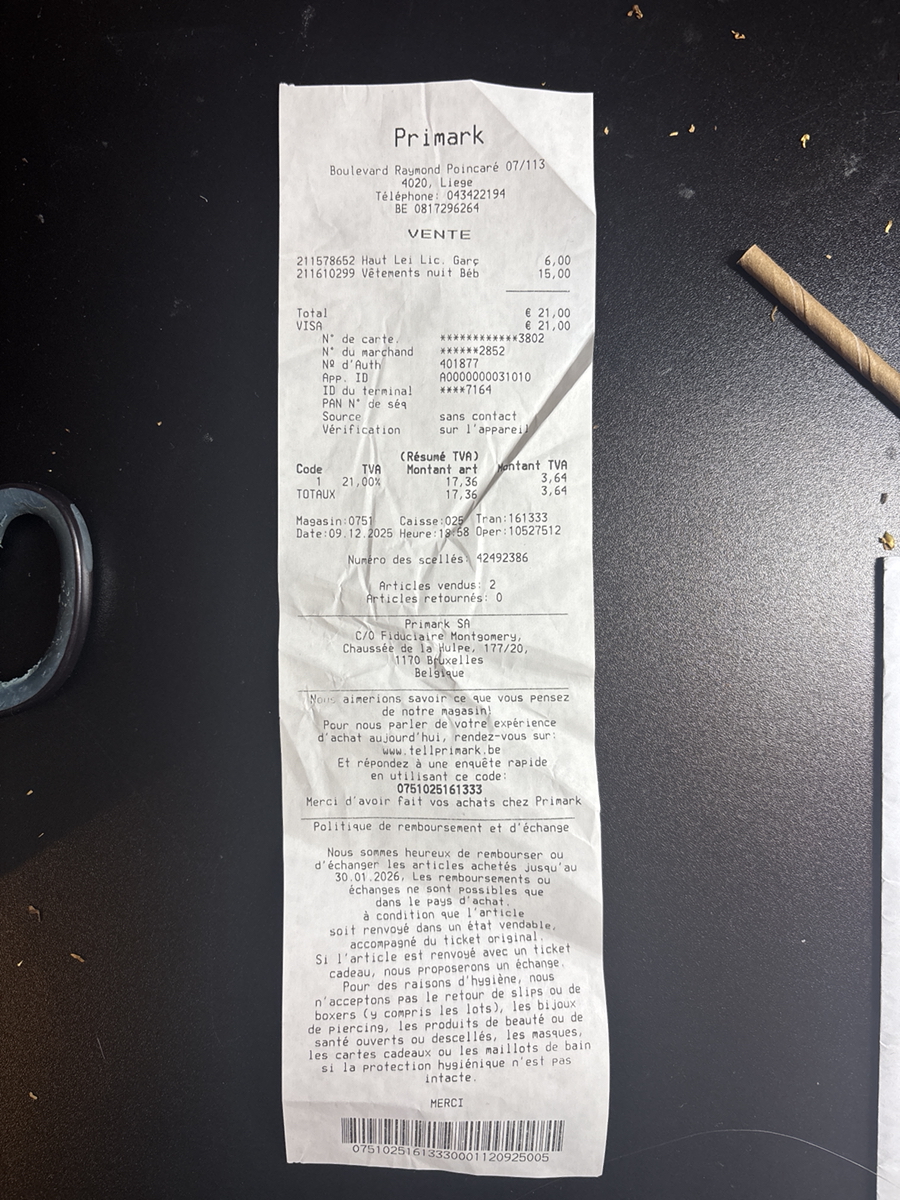 Primark
Boulevard Raymond Poincaré 07/113
4020, Liege
Téléphone: 043422194
BE 0817296264
VENTE
211578652 Haut Lei Lic. Garç 6,00
211610299 Vêtements nuit Béb 15,00
Total € 21,00
VISA € 21,00
N° de carte. ************3802
N° du marchand ******2852
Nº d'Auth 401877
App. ID A0000000031010
ID du terminal ****7164
PAN N° de séq
Source sans contact
Vérification sur l'appareil
(Résumé TVA)
Code TVA Montant art Montant TVA
1 21,00% 17,36 3,64
TOTAUX 17,36 3,64
Magasin:0751 Caisse:025 Tran:161333
Date:09.12.2025 Heure:18:58 Oper:10527512
Numéro des scellés: 42492386
Articles vendus: 2
Articles retournés: 0
Primark SA
C/O Fiduciaire Montgomery,
Chaussée de la Hulpe, 177/20,
1170 Bruxelles
Belgique
Nous aimerions savoir ce que vous pensez
de notre magasin!
Pour nous parler de votre expérience
d'achat aujourd'hui, rendez-vous sur:
www.tellprimark.be
Et répondez à une enquête rapide
en utilisant ce code:
0751025161333
Merci d'avoir fait vos achats chez Primark
Politique de remboursement et d'échange
Nous sommes heureux de rembourser ou
d'échanger les articles achetés jusqu'au
30.01.2026, Les remboursements ou
échanges ne sont possibles que
dans le pays d'achat.
à condition que l'article
soit renvoyé dans un état vendable,
accompagné du ticket original.
Si l'article est renvoyé avec un ticket
cadeau, nous proposerons un échange.
Pour des raisons d'hygiène, nous
n'acceptons pas le retour de slips ou de
boxers (y compris les lots), les bijoux
de piercing, les produits de beauté ou de
santé ouverts ou descellés, les masques,
les cartes cadeaux ou les maillots de bain
si la protection hygiénique n'est pas
intacte.
MERCI
07510251613330001120925005